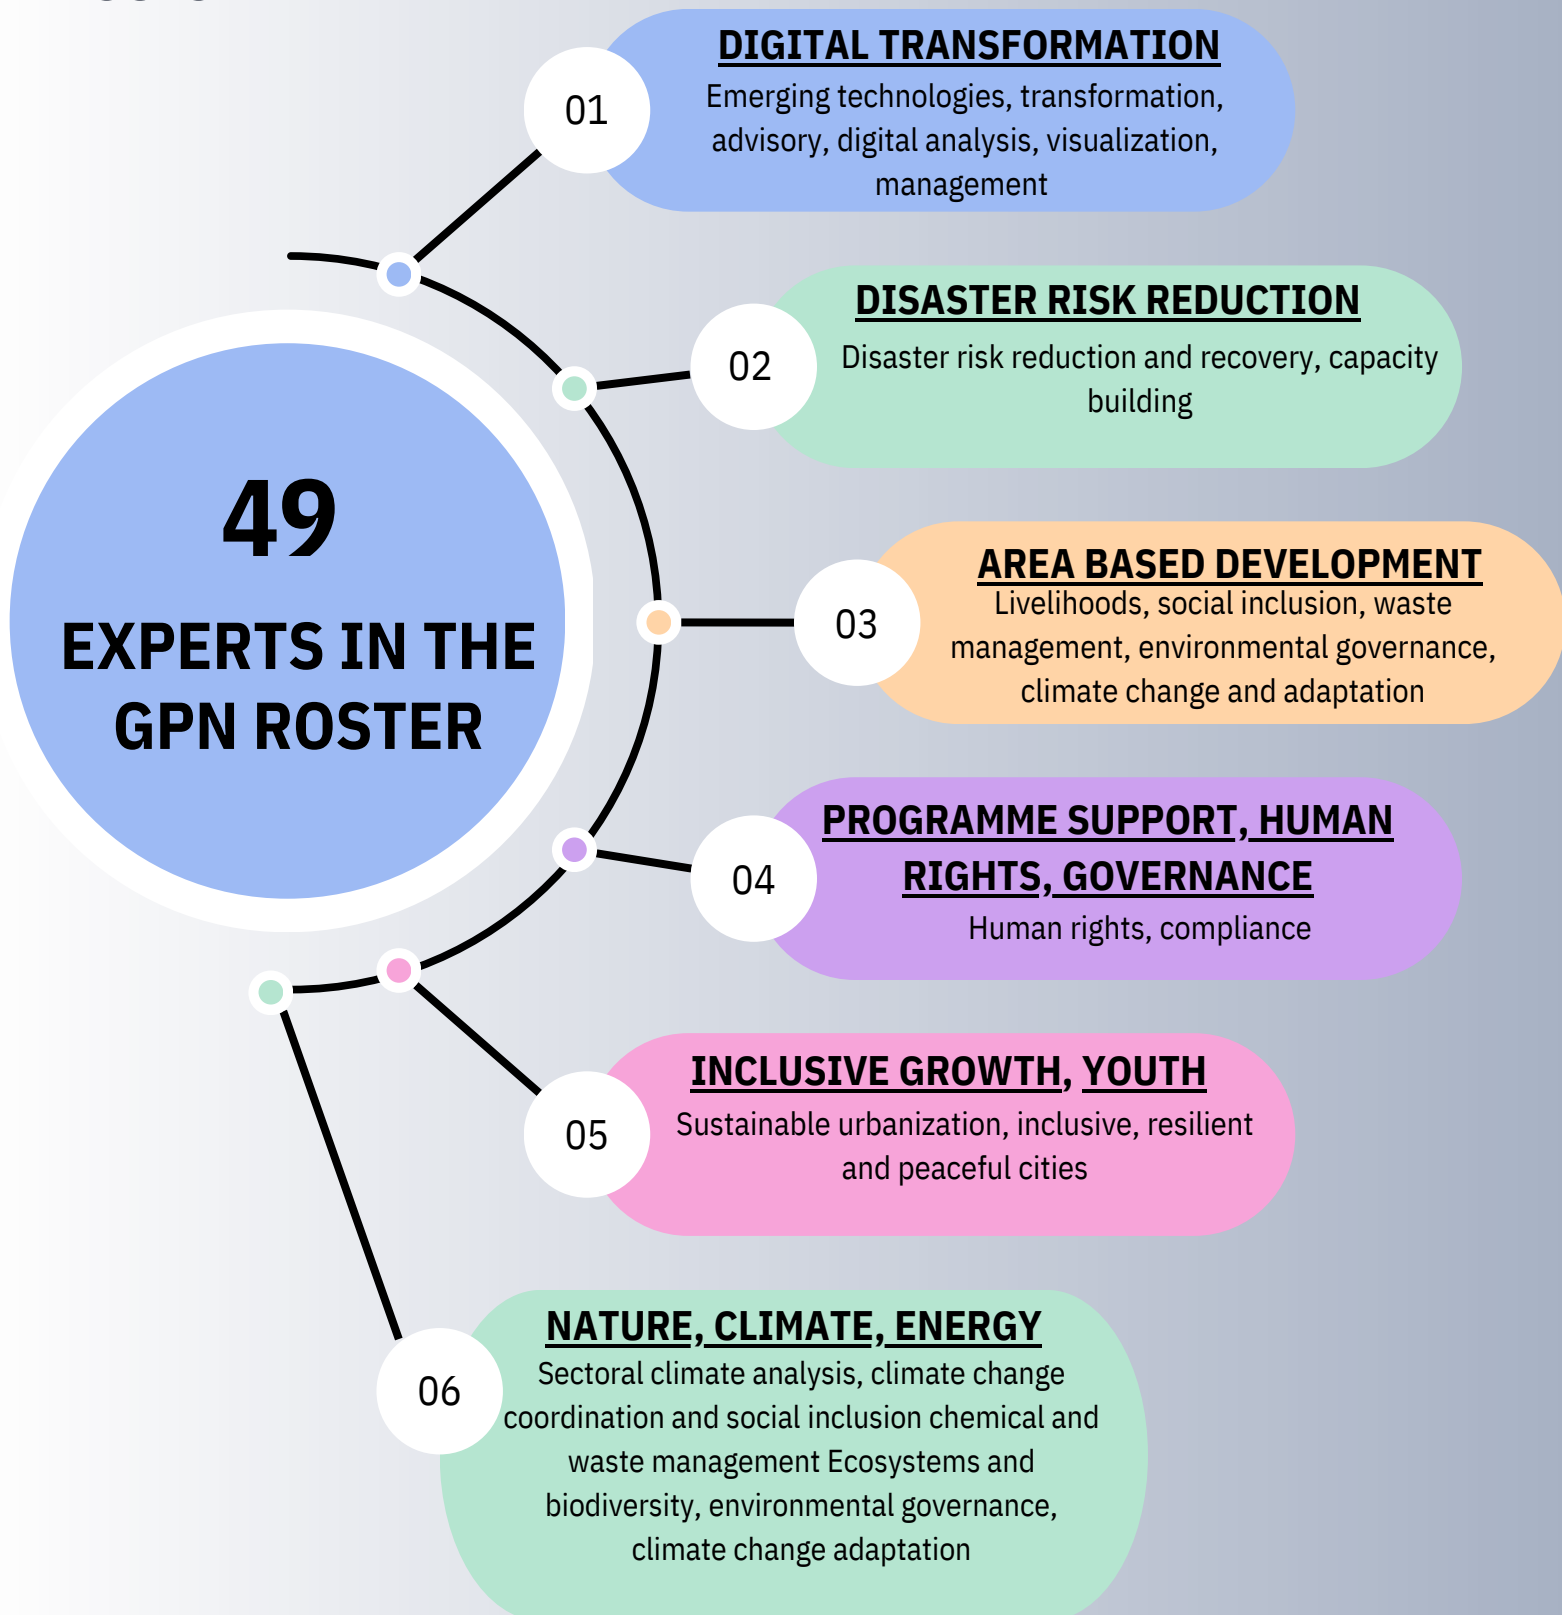 49
EXPERTS IN THE
GPN ROSTER
01
DIGITAL TRANSFORMATION
Emerging technologies, transformation,
advisory, digital analysis, visualization,
management
02
DISASTER RISK REDUCTION
Disaster risk reduction and recovery, capacity
building
03
AREA BASED DEVELOPMENT
Livelihoods, social inclusion, waste
management, environmental governance,
climate change and adaptation
04
PROGRAMME SUPPORT, HUMAN
RIGHTS, GOVERNANCE
Human rights, compliance
05
INCLUSIVE GROWTH, YOUTH
Sustainable urbanization, inclusive, resilient
and peaceful cities
06
NATURE, CLIMATE, ENERGY
Sectoral climate analysis, climate change
coordination and social inclusion chemical and
waste management Ecosystems and
biodiversity, environmental governance,
climate change adaptation